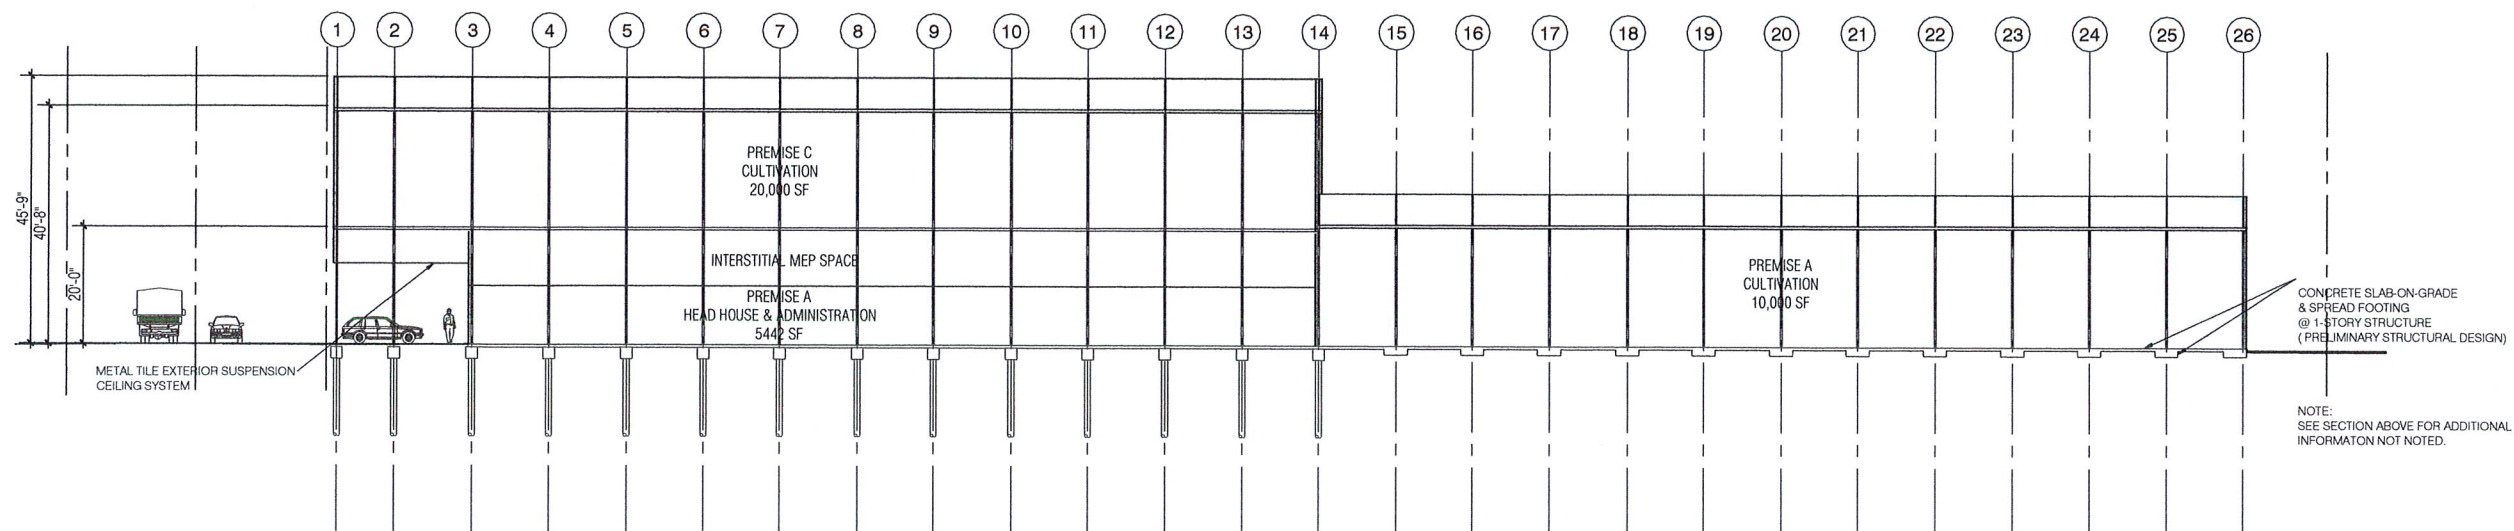 1 2 3 4 5 6 7 8 9 10 11 12 13 14 15 16 17 18 19 20 21 22 23 24 25 26
45'-9"
40'-8"
20'-0"
PREMISE C
CULTIVATION
20,000 SF
INTERSTITIAL MEP SPACE
PREMISE A
HEAD HOUSE & ADMINISTRATION
5442 SF
PREMISE A
CULTIVATION
10,000 SF
METAL TILE EXTERIOR SUSPENSION
CEILING SYSTEM
CONCRETE SLAB-ON-GRADE
& SPREAD FOOTING
@ 1-STORY STRUCTURE
( PRELIMINARY STRUCTURAL DESIGN)
NOTE:
SEE SECTION ABOVE FOR ADDITIONAL
INFORMATON NOT NOTED.